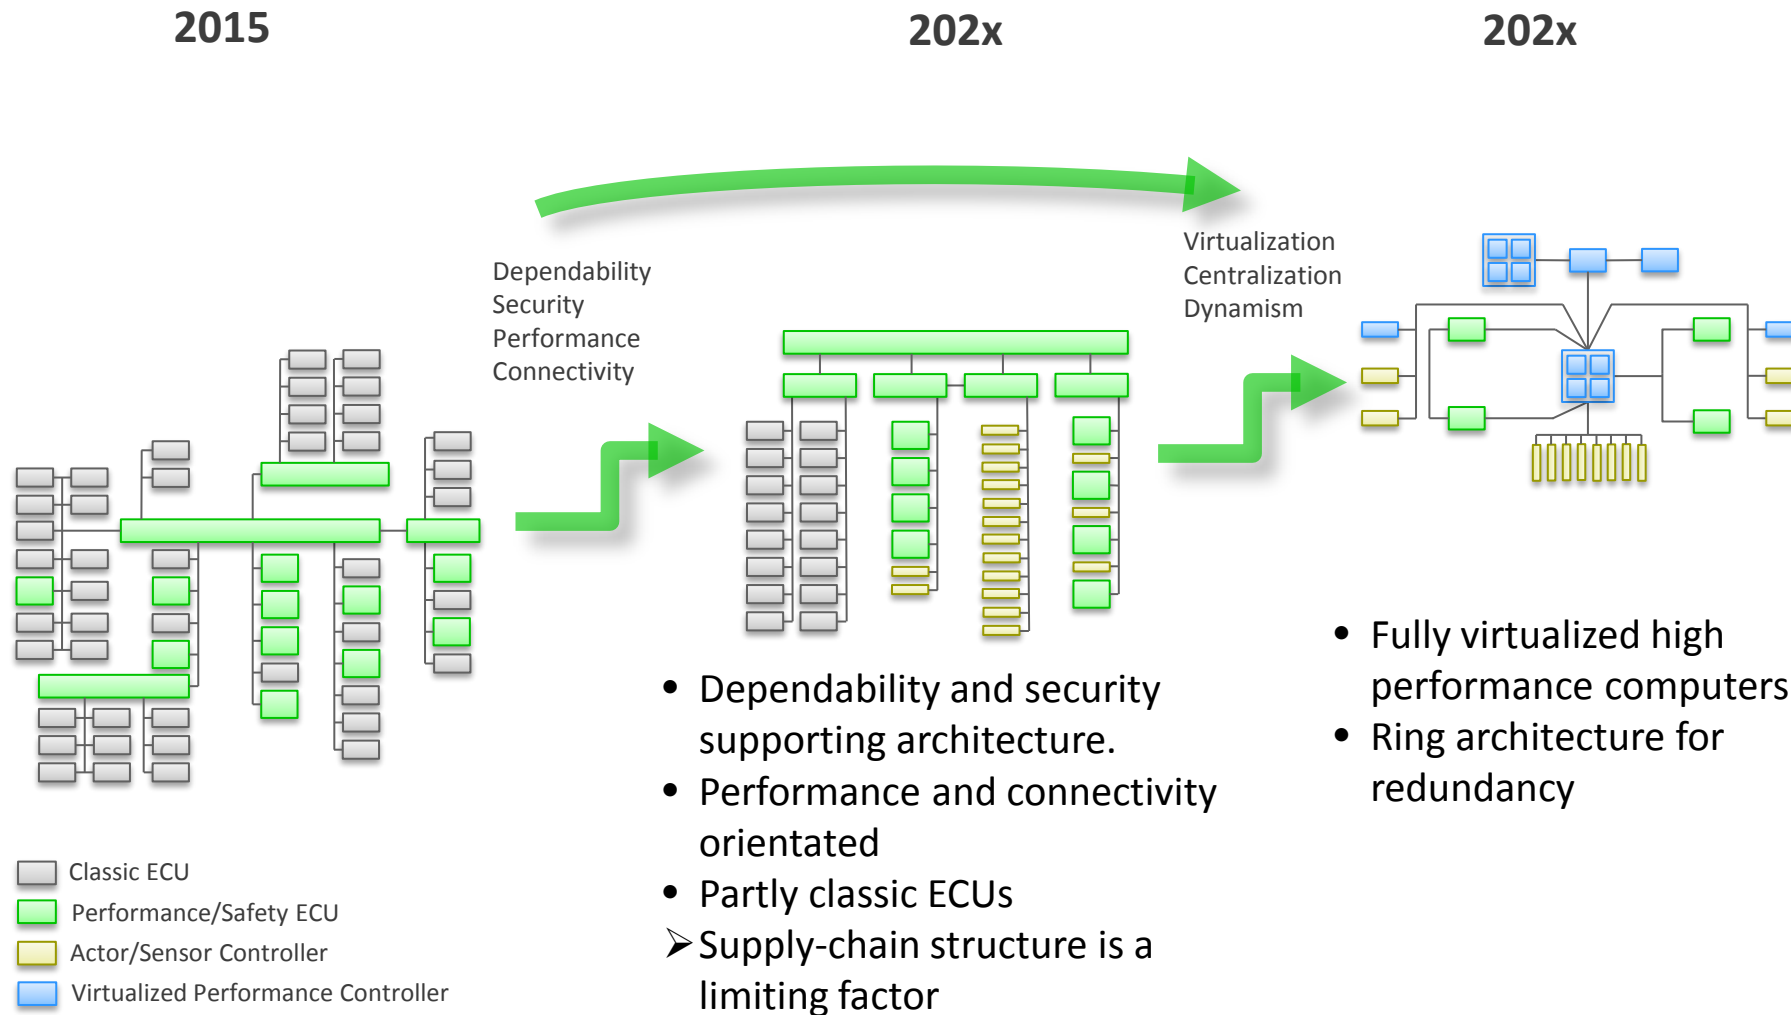 2015
202x
202x
Dependability
Security
Performance
Connectivity
Virtualization
Centralization
Dynamism
• Dependability and security
supporting architecture.
• Performance and connectivity
orientated
• Partly classic ECUs
➢ Supply-chain structure is a
limiting factor
• Fully virtualized high
performance computers
• Ring architecture for
redundancy
Classic ECU
Performance/Safety ECU
Actor/Sensor Controller
Virtualized Performance Controller